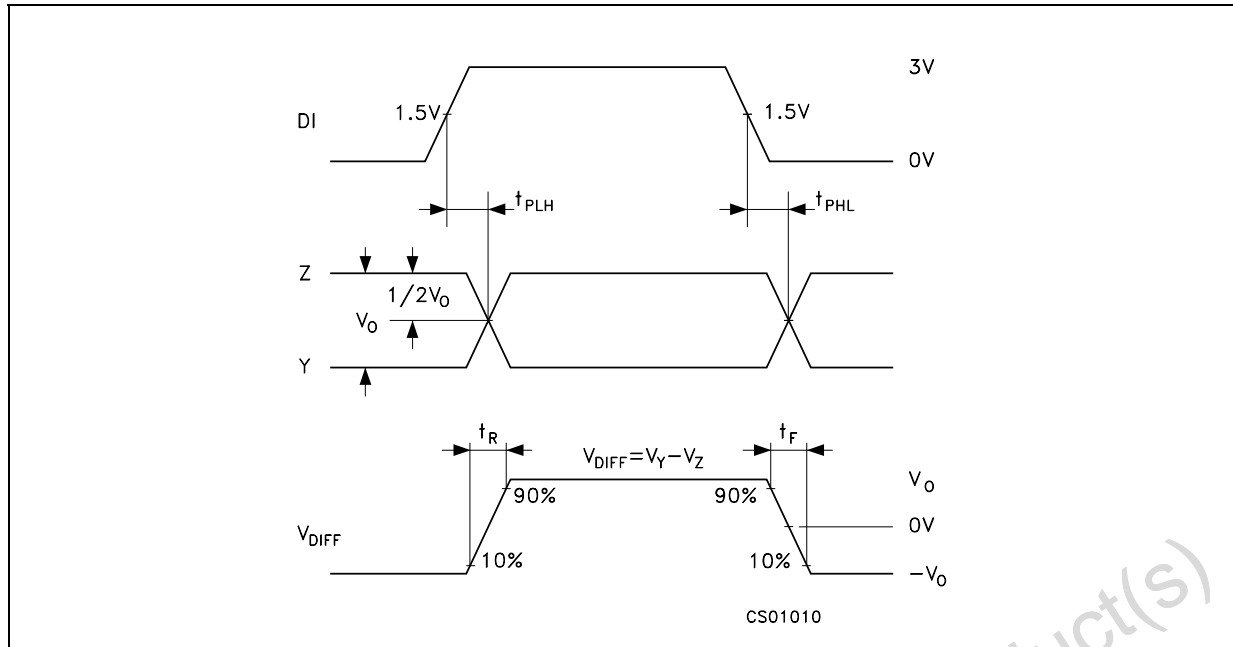 3V
1.5V
1.5V
DI
0V
tPLH
tPHL
Z
1/2VO
VO
Y
tR
tF
VDIFF=VY−VZ
VO
90%
90%
0V
VDIFF
10%
10%
−VO
CS01010